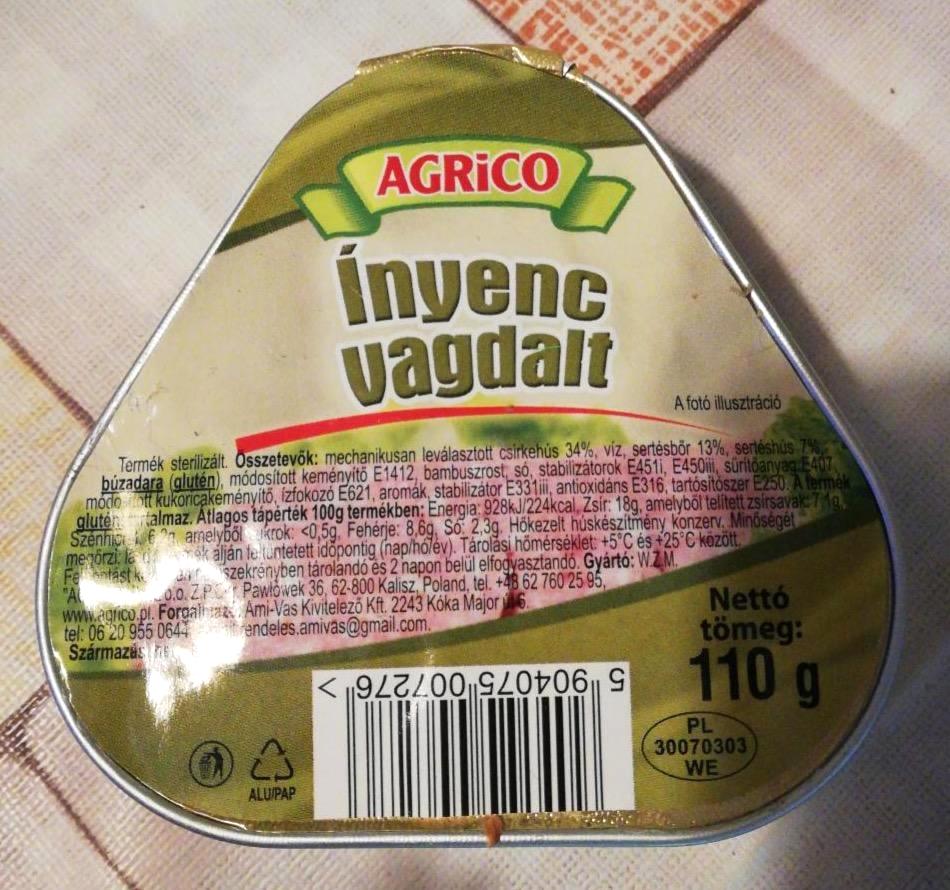 AGRiCO
Ínyenc
vagdalt
A fotó illusztráció
Termék sterilizált. Összetevők: mechanikusan leválasztott csirkehús 34%, víz, sertésbőr 13%, sertéshús 7%,
búzadara (glutén), módosított keményítő E1412, bambuszrost, só, stabilizátorok E451i, E450iii, sűrítőanyag E407,
módosított kukoricakeményítő, ízfokozó E621, aromák, stabilizátor E331iii, antioxidáns E316, tartósítószer E250. A termék
glutént tartalmaz. Átlagos tápérték 100g termékben: Energia: 928kJ/224kcal, Zsír: 18g, amelyből telített zsírsavak: 7,1g,
amelyből cukrok: <0,5g, Fehérje: 8,6g, Só: 2,3g. Hőkezelt húskészítmény konzerv. Minőségét
megőrzi: alján feltüntetett időpontig (nap/hó/év). Tárolási hőmérséklet: +5°C és +25°C között.
tárolandó és 2 napon belül elfogyasztandó. Gyártó: W.Z.M.
Pawłówek 36, 62-800 Kalisz, Poland, tel. +48 62 760 25 95,
www.agrico.pl. Forgalmazza: Ami-Vas Kivitelező Kft. 2243 Kóka Major út 6.
tel: 06 20 955 0644
Nettó
tömeg:
110 g
5 904075 007276 >
PL
30070303
WE
ALU/PAP